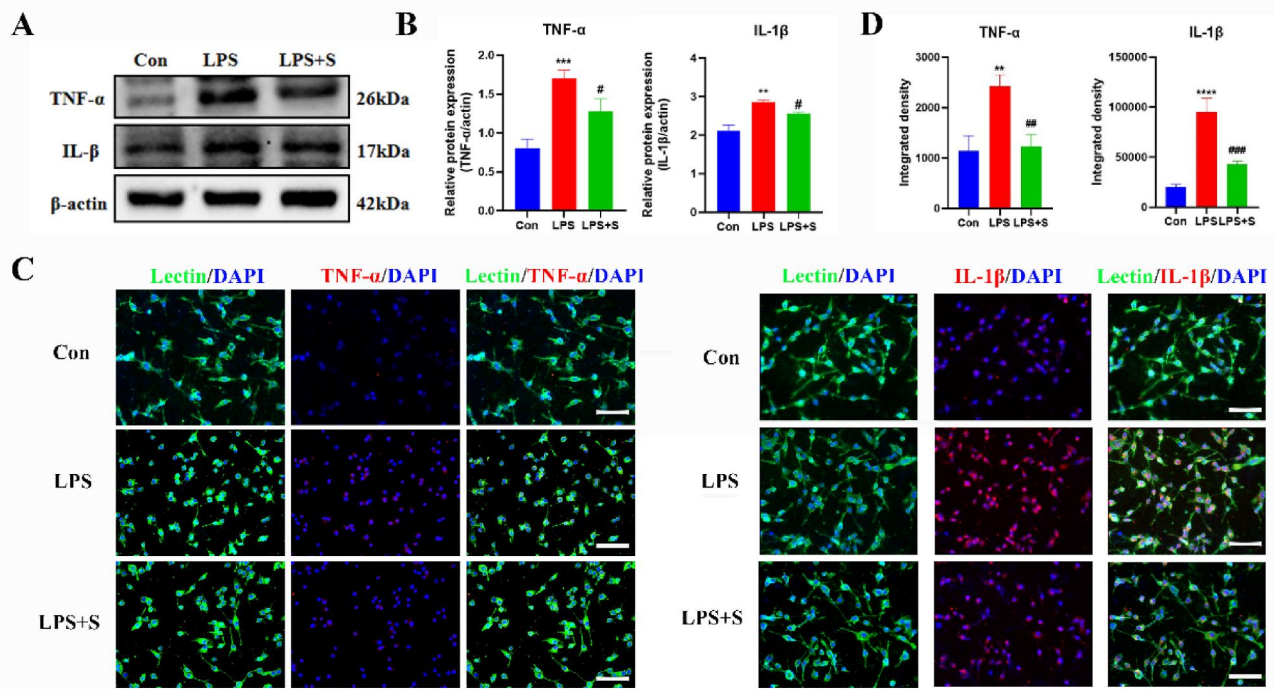 A
Con LPS LPS+S
TNF-α 26kDa
IL-β 17kDa
β-actin 42kDa
B
TNF-α
Relative protein expression
(TNF-α/actin)
2.0
1.5
1.0
0.5
0.0
***
#
Con LPS LPS+S
IL-1β
Relative protein expression
(IL-1β/actin)
4
3
2
1
0
**
#
Con LPS LPS+S
D
TNF-α
Integrated density
3000
2000
1000
0
**
##
Con LPS LPS+S
IL-1β
Integrated density
100000
50000
0
****
###
Con LPS LPS+S
C
Lectin/DAPI TNF-α/DAPI Lectin/TNF-α/DAPI
Con
LPS
LPS+S
Lectin/DAPI IL-1β/DAPI Lectin/IL-1β/DAPI
Con
LPS
LPS+S